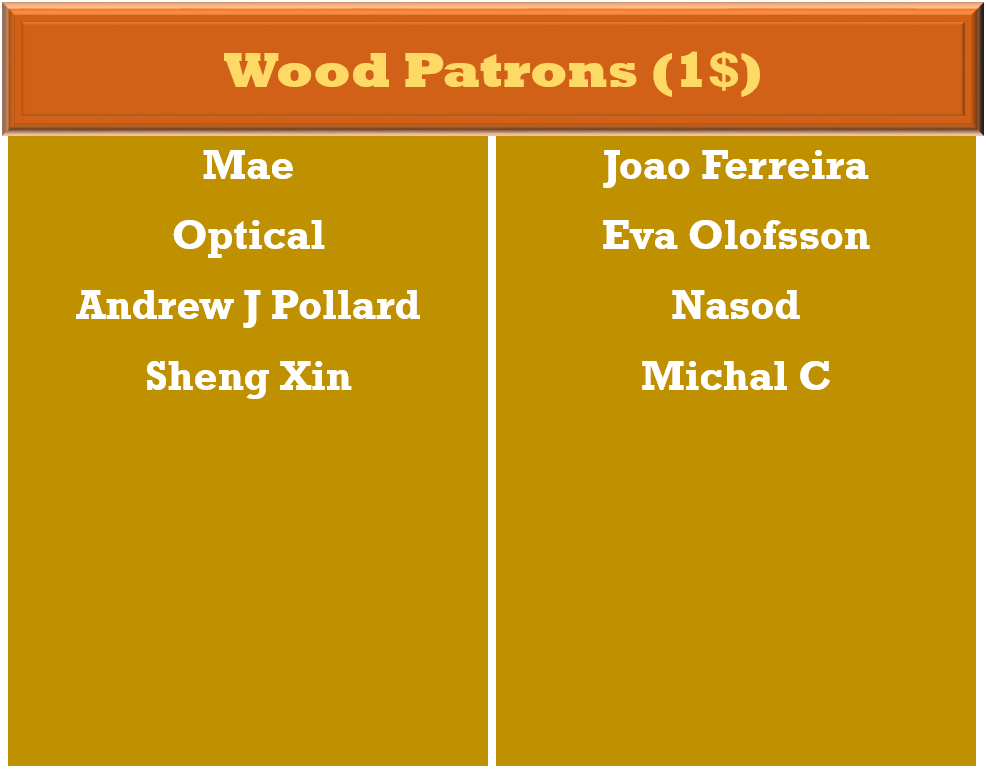 Wood Patrons (1$)
Mae
Optical
Andrew J Pollard
Sheng Xin
Joao Ferreira
Eva Olofsson
Nasod
Michal C